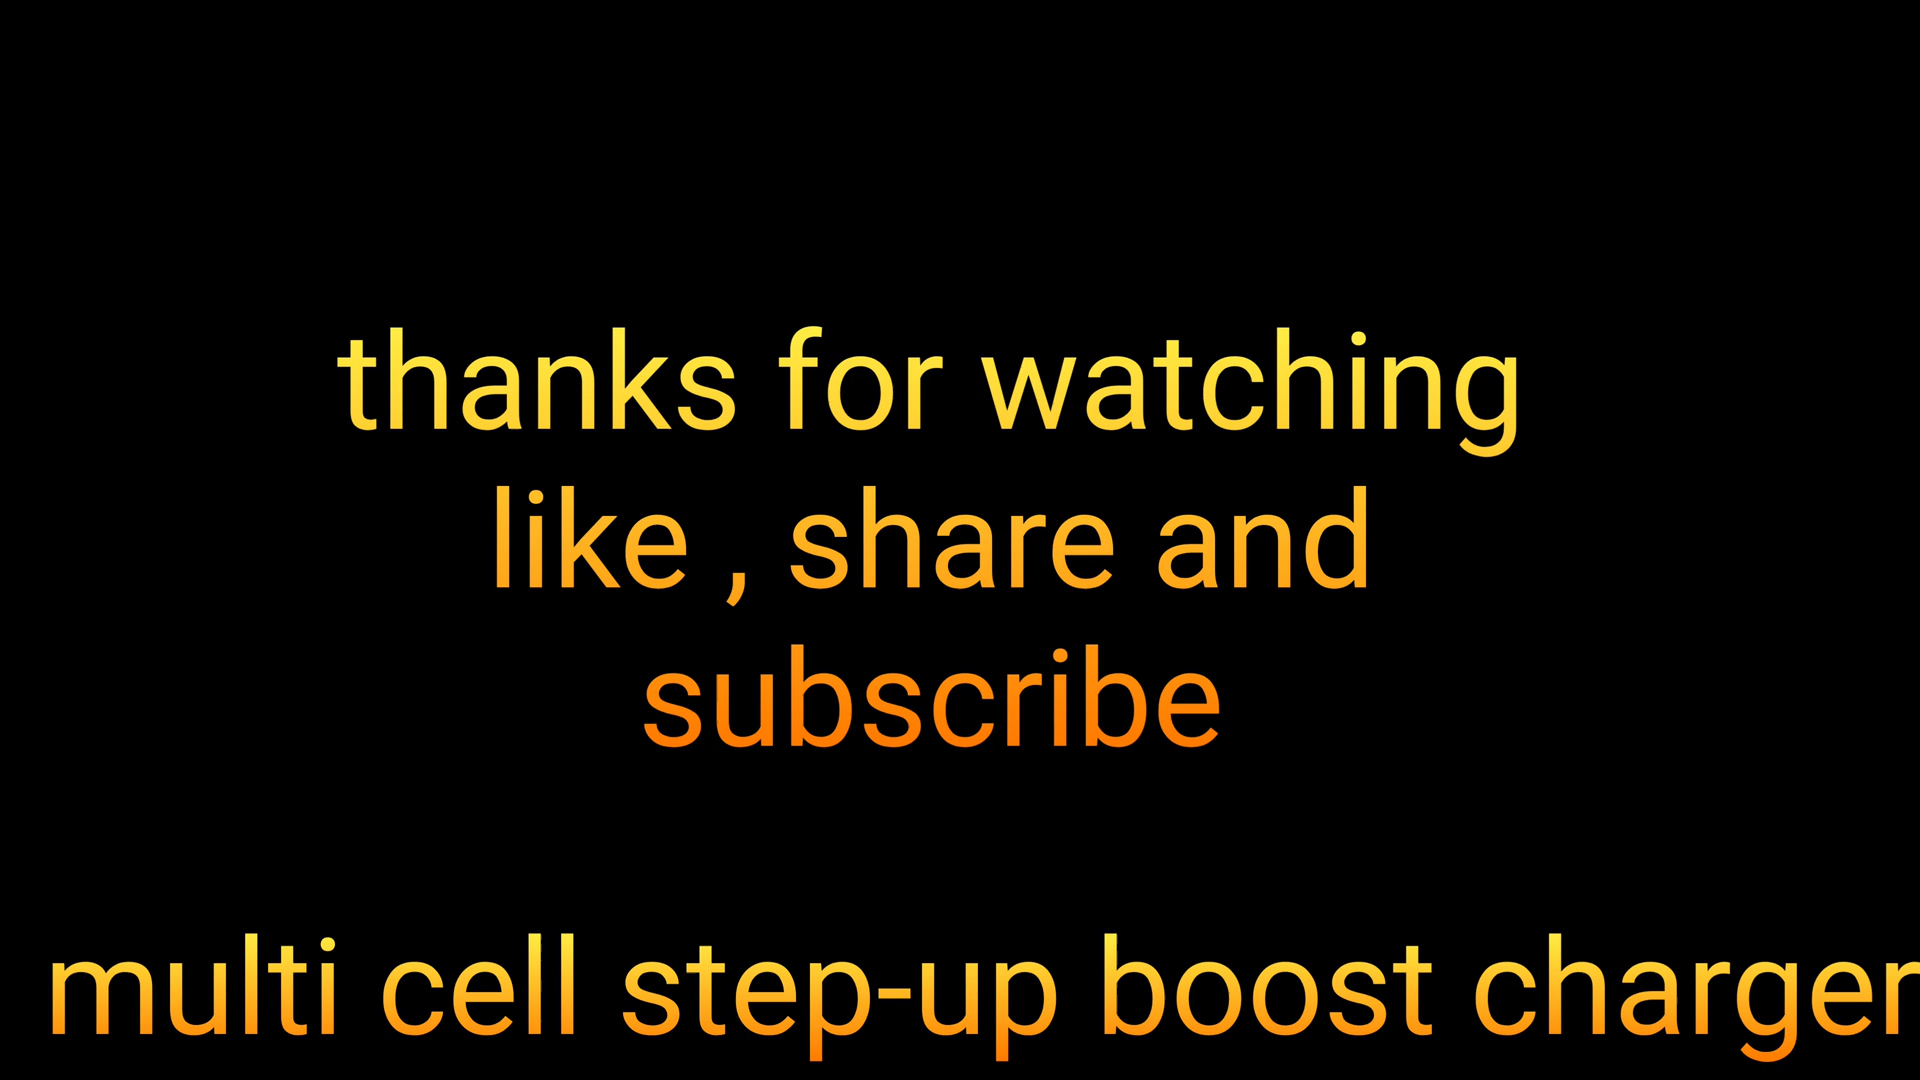 thanks for watching
like , share and
subscribe
multi cell step-up boost charger